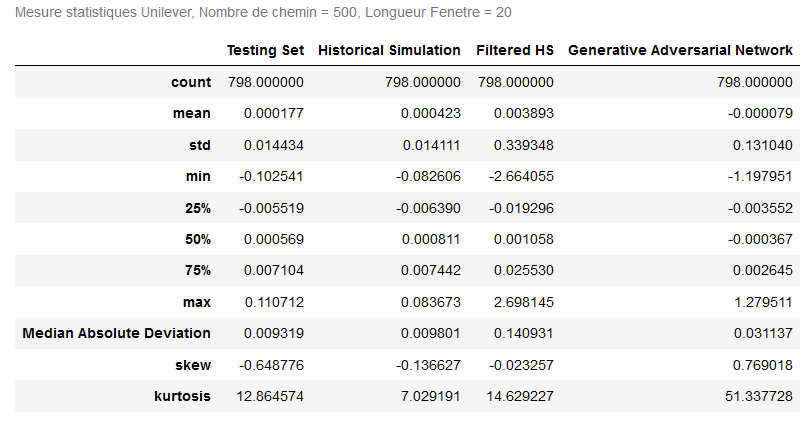 Mesure statistiques Unilever, Nombre de chemin = 500, Longueur Fenetre = 20
Testing Set Historical Simulation Filtered HS Generative Adversarial Network
count 798.000000 798.000000 798.000000 798.000000
mean 0.000177 0.000423 0.003893 -0.000079
std 0.014434 0.014111 0.339348 0.131040
min -0.102541 -0.082606 -2.664055 -1.197951
25% -0.005519 -0.006390 -0.019296 -0.003552
50% 0.000569 0.000811 0.001058 -0.000367
75% 0.007104 0.007442 0.025530 0.002645
max 0.110712 0.083673 2.698145 1.279511
Median Absolute Deviation 0.009319 0.009801 0.140931 0.031137
skew -0.648776 -0.136627 -0.023257 0.769018
kurtosis 12.864574 7.029191 14.629227 51.337728